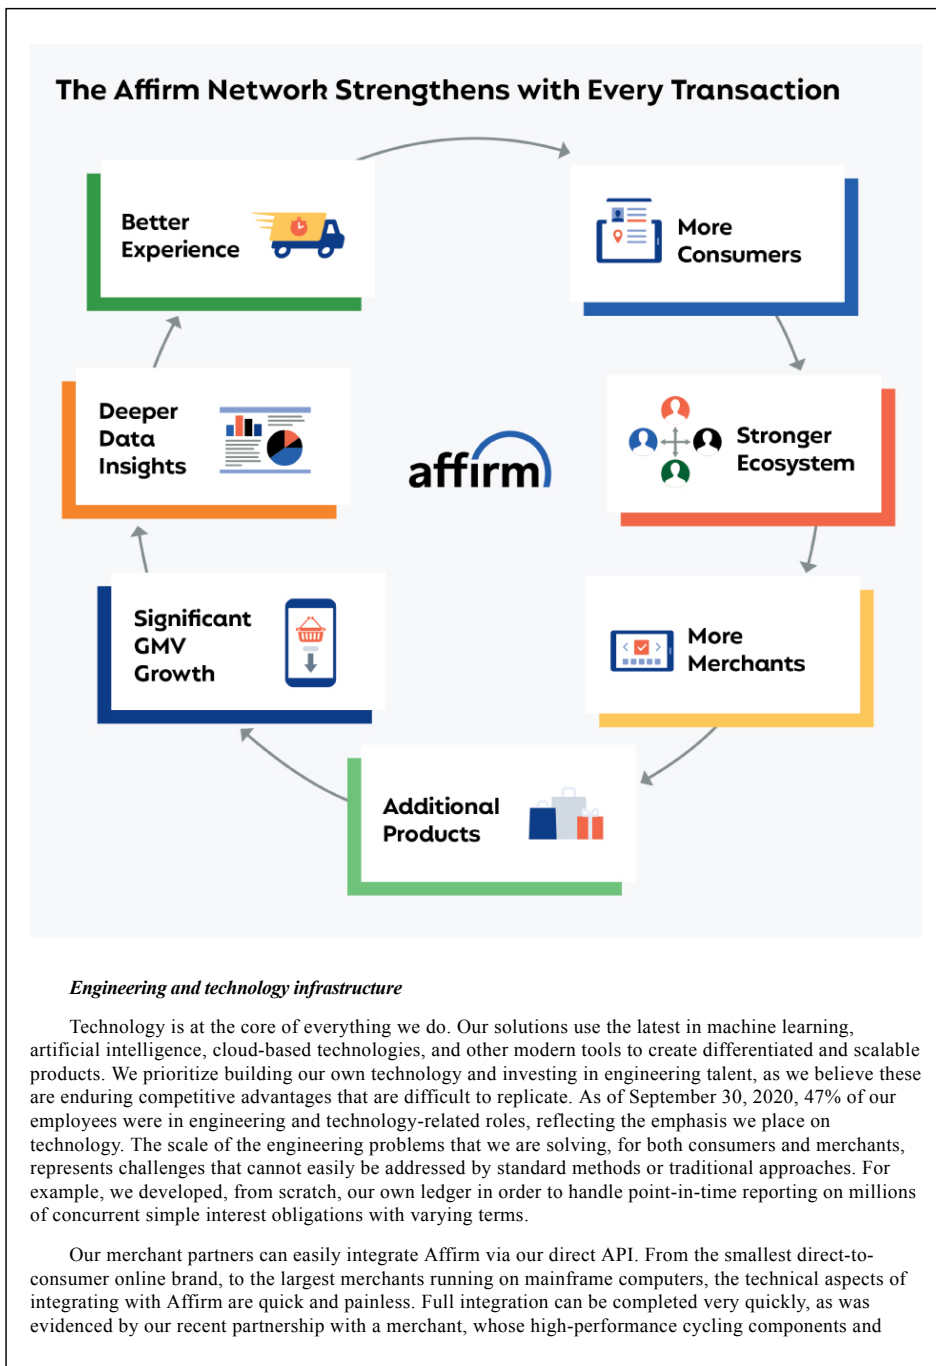 The Affirm Network Strengthens with Every Transaction
Better
Experience
More
Consumers
Deeper
Data
Insights
affirm
Stronger
Ecosystem
Significant
GMV
Growth
More
Merchants
Additional
Products
Engineering and technology infrastructure
Technology is at the core of everything we do. Our solutions use the latest in machine learning,
artificial intelligence, cloud-based technologies, and other modern tools to create differentiated and scalable
products. We prioritize building our own technology and investing in engineering talent, as we believe these
are enduring competitive advantages that are difficult to replicate. As of September 30, 2020, 47% of our
employees were in engineering and technology-related roles, reflecting the emphasis we place on
technology. The scale of the engineering problems that we are solving, for both consumers and merchants,
represents challenges that cannot easily be addressed by standard methods or traditional approaches. For
example, we developed, from scratch, our own ledger in order to handle point-in-time reporting on millions
of concurrent simple interest obligations with varying terms.
Our merchant partners can easily integrate Affirm via our direct API. From the smallest direct-to-
consumer online brand, to the largest merchants running on mainframe computers, the technical aspects of
integrating with Affirm are quick and painless. Full integration can be completed very quickly, as was
evidenced by our recent partnership with a merchant, whose high-performance cycling components and